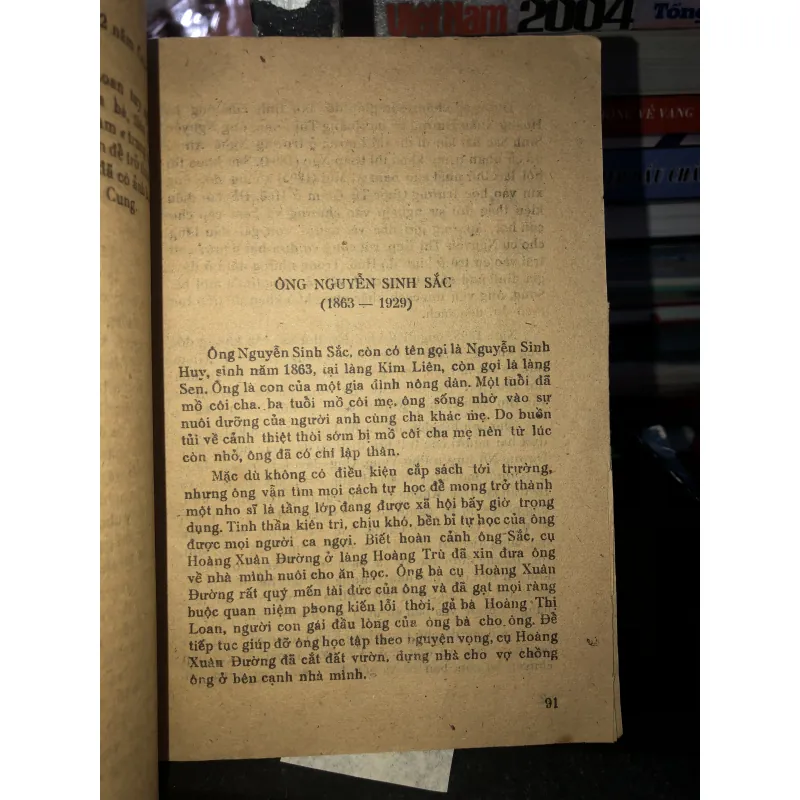 Việt Nam 2004
Tổng
VẺ VANG
2 năm
Cung.
ÔNG NGUYỄN SINH SẮC
(1863 — 1929)
Ông Nguyễn Sinh Sắc, còn có tên gọi là Nguyễn Sinh
Huy, sinh năm 1863, tại làng Kim Liên, còn gọi là làng
Sen. Ông là con của một gia đình nông dân. Một tuổi đã
mồ côi cha, ba tuổi mồ côi mẹ, ông sống nhờ vào sự
nuôi dưỡng của người anh cùng cha khác mẹ. Do buồn
tủi về cảnh thiệt thòi sớm bị mồ côi cha mẹ nên từ lúc
còn nhỏ, ông đã có chí lập thân.
Mặc dù không có điều kiện cắp sách tới trường,
nhưng ông vẫn tìm mọi cách tự học để mong trở thành
một nho sĩ là tầng lớp đang được xã hội bấy giờ trọng
dụng. Tinh thần kiên trì, chịu khó, bền bỉ tự học của ông
được mọi người ca ngợi. Biết hoàn cảnh ông Sắc, cụ
Hoàng Xuân Đường ở làng Hoàng Trù đã xin đưa ông
về nhà mình nuôi cho ăn học. Ông bà cụ Hoàng Xuân
Đường rất quý mến tài đức của ông và đã gạt mọi ràng
buộc quan niệm phong kiến lỗi thời, gả bà Hoàng Thị
Loan, người con gái đầu lòng của ông bà cho ông. Để
tiếp tục giúp đỡ ông học tập theo nguyện vọng, cụ Hoàng
Xuân Đường đã cắt đất vườn, dựng nhà cho vợ chồng
ông ở bên cạnh nhà mình.
91